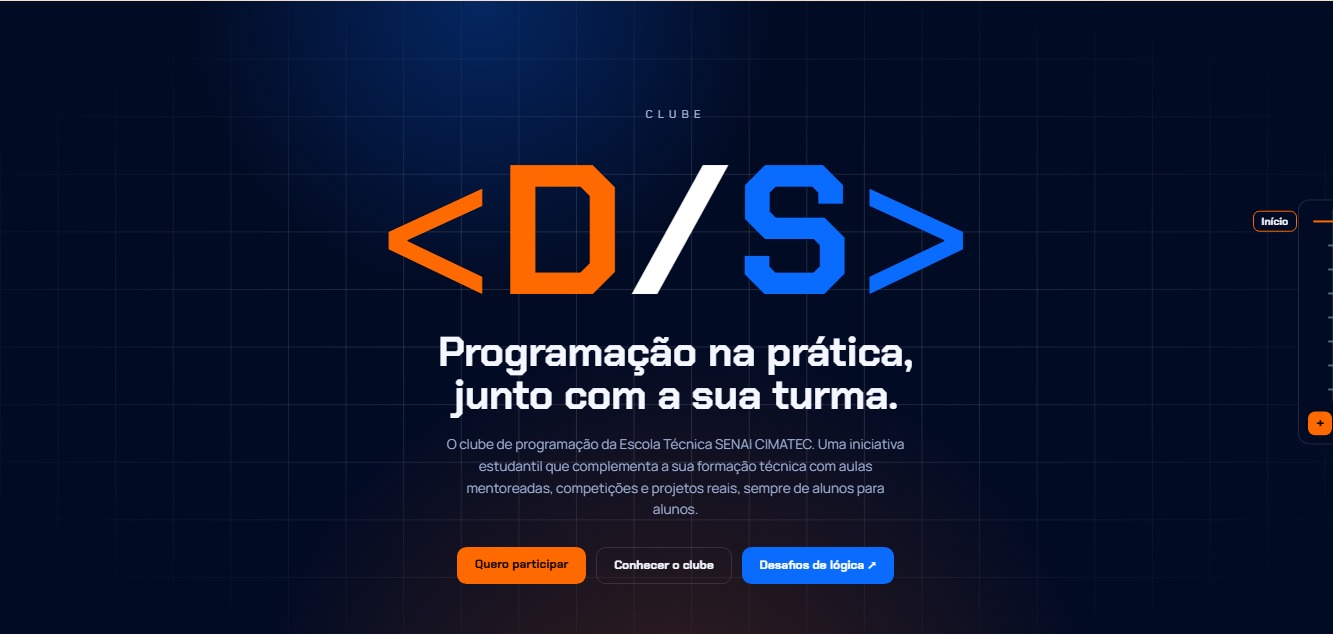 CLUBE
<D/S>
Início
Programação na prática,
junto com a sua turma.
O clube de programação da Escola Técnica SENAI CIMATEC. Uma iniciativa
estudantil que complementa a sua formação técnica com aulas
mentoreadas, competições e projetos reais, sempre de alunos para
alunos.
+
Quero participar
Conhecer o clube
Desafios de lógica ↗